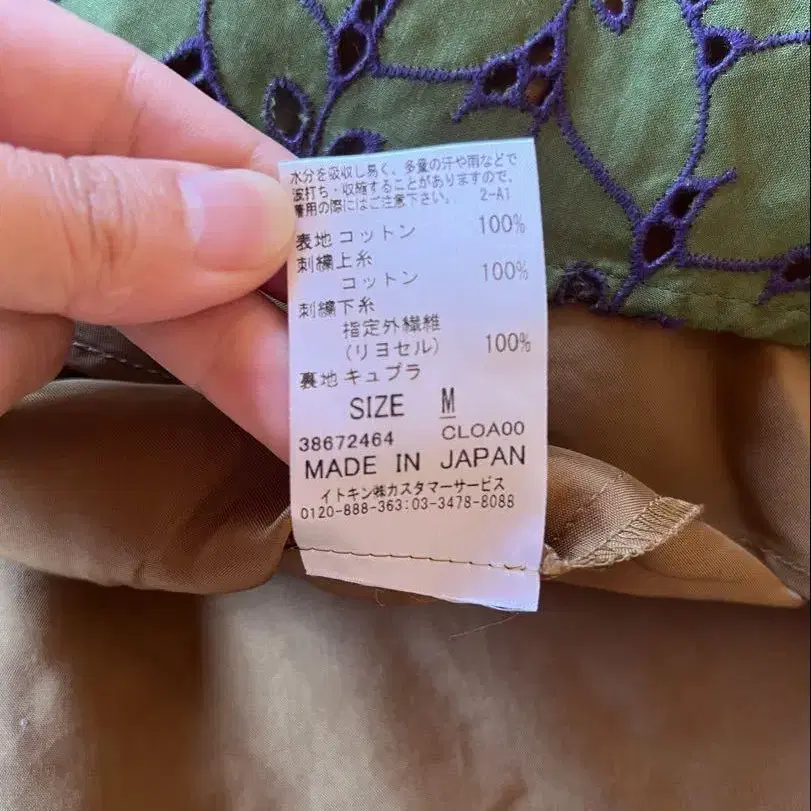 水分を吸収し易く、多量の汗や雨などで
波打ち・収縮することがありますので、
着用の際にはご注意下さい。 2-A1
表地 コットン 100%
刺繍上糸
コットン 100%
刺繍下糸
指定外繊維
(リヨセル) 100%
裏地 キュプラ
SIZE M
38672464 CLOA00
MADE IN JAPAN
イトキン㈱カスタマーサービス
0120-888-363:03-3478-8088